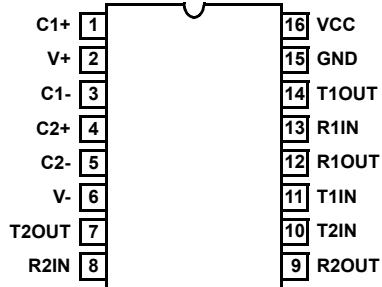 C1+ 1 16 VCC
V+ 2 15 GND
C1- 3 14 T1OUT
C2+ 4 13 R1IN
C2- 5 12 R1OUT
V- 6 11 T1IN
T2OUT 7 10 T2IN
R2IN 8 9 R2OUT